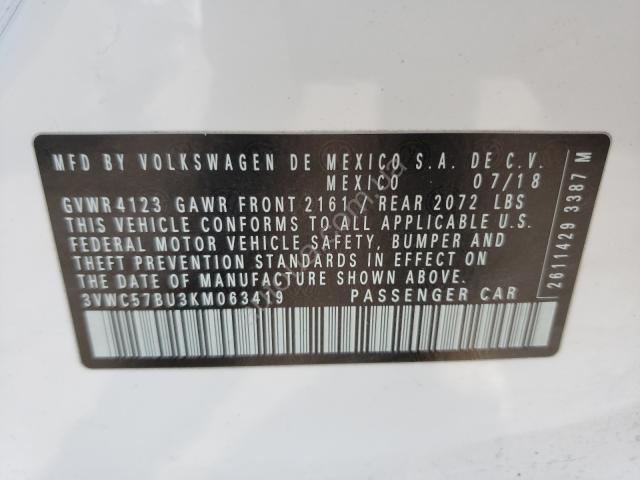 MFD BY VOLKSWAGEN DE MEXICO S.A. DE C.V.
MEXICO 07/18
GVWR 4123 GAWR FRONT 2161 / REAR 2072 LBS
THIS VEHICLE CONFORMS TO ALL APPLICABLE U.S.
FEDERAL MOTOR VEHICLE SAFETY, BUMPER AND
THEFT PREVENTION STANDARDS IN EFFECT ON
THE DATE OF MANUFACTURE SHOWN ABOVE.
3VWC57BU3KM063419 PASSENGER CAR
2611429 3387 M